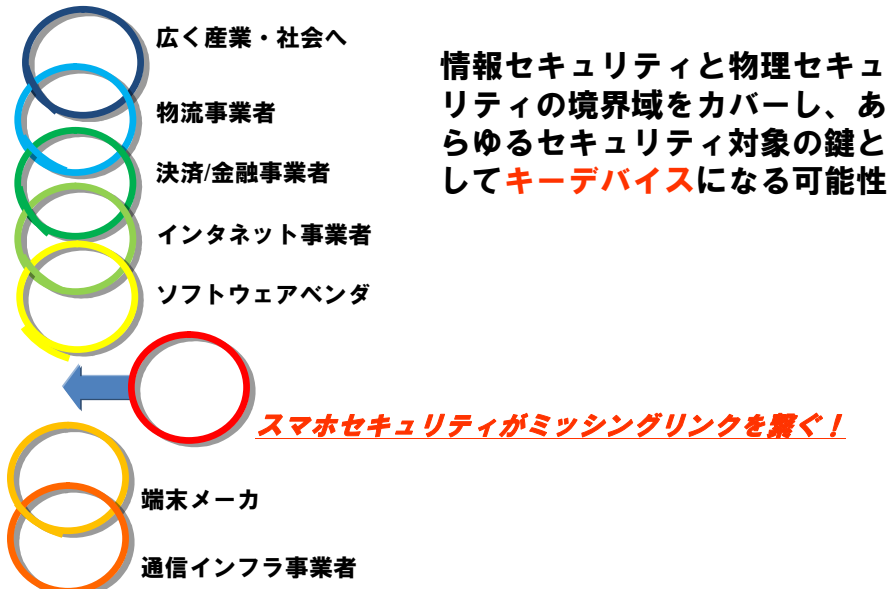 広く産業・社会へ
情報セキュリティと物理セキュ
リティの境界域をカバーし、あ
らゆるセキュリティ対象の鍵と
してキーデバイスになる可能性
物流事業者
決済/金融事業者
インタネット事業者
ソフトウェアベンダ
スマホセキュリティがミッシングリンクを繋ぐ！
端末メーカ
通信インフラ事業者